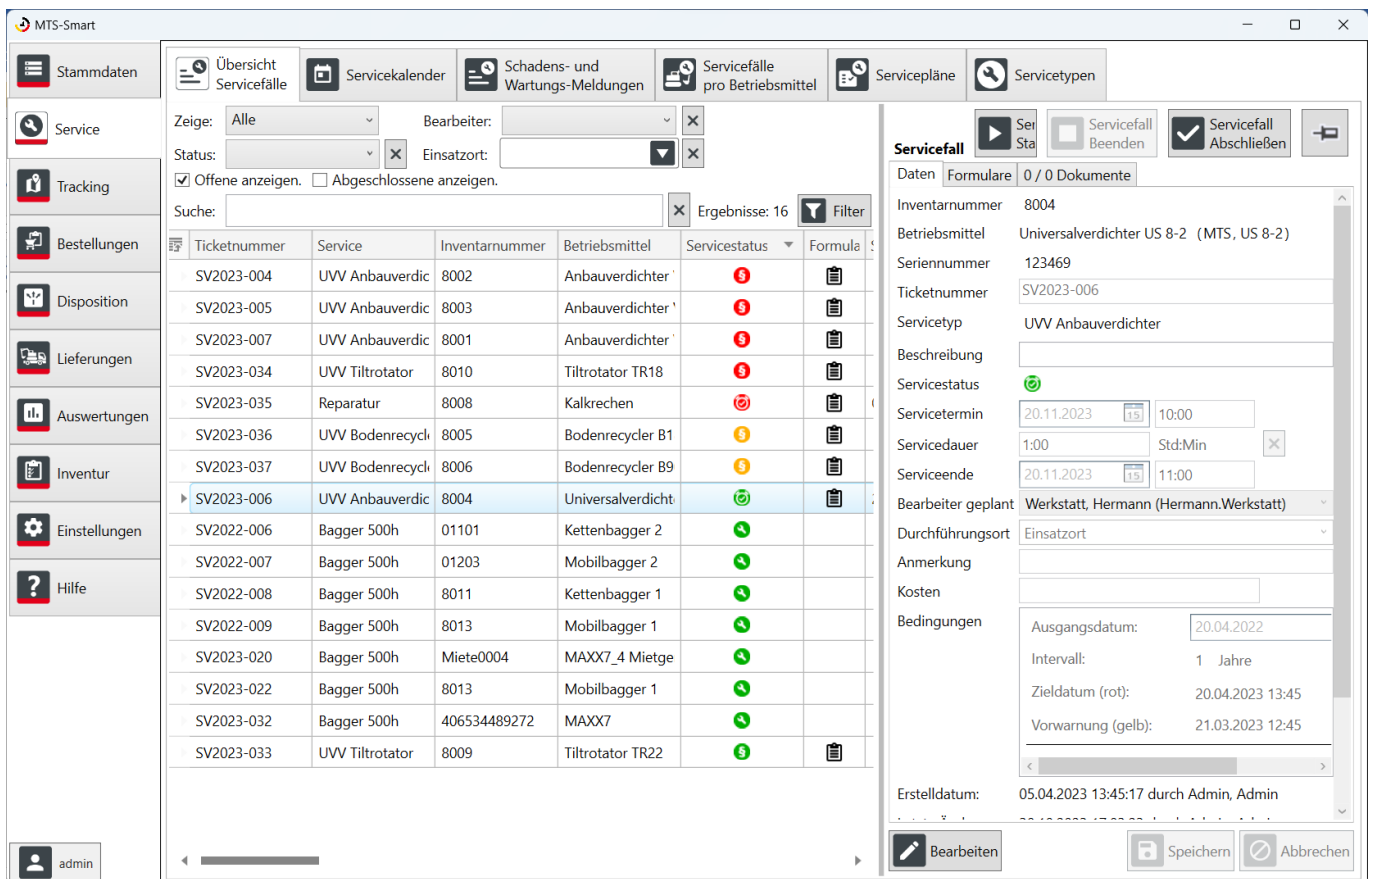 MTS-Smart
Stammdaten
Service
Tracking
Bestellungen
Disposition
Lieferungen
Auswertungen
Inventur
Einstellungen
Hilfe
admin
Übersicht
Servicefälle
Servicekalender
Schadens- und
Wartungs-Meldungen
Servicefälle
pro Betriebsmittel
Servicepläne
Servicetypen
Zeige: Alle Bearbeiter:
Status: Einsatzort:
Offene anzeigen. Abgeschlossene anzeigen.
Suche: Ergebnisse: 16 Filter
Ticketnummer Service Inventarnummer Betriebsmittel Servicestatus Formula
SV2023-004 UVV Anbauverdic 8002 Anbauverdichter
SV2023-005 UVV Anbauverdic 8003 Anbauverdichter
SV2023-007 UVV Anbauverdic 8001 Anbauverdichter
SV2023-034 UVV Tiltrotator 8010 Tiltrotator TR18
SV2023-035 Reparatur 8008 Kalkrechen
SV2023-036 UVV Bodenrecycl 8005 Bodenrecycler B1
SV2023-037 UVV Bodenrecycl 8006 Bodenrecycler B9
SV2023-006 UVV Anbauverdic 8004 Universalverdicht
SV2022-006 Bagger 500h 01101 Kettenbagger 2
SV2022-007 Bagger 500h 01203 Mobilbagger 2
SV2022-008 Bagger 500h 8011 Kettenbagger 1
SV2022-009 Bagger 500h 8013 Mobilbagger 1
SV2023-020 Bagger 500h Miete0004 MAXX7_4 Mietge
SV2023-022 Bagger 500h 8013 Mobilbagger 1
SV2023-032 Bagger 500h 406534489272 MAXX7
SV2023-033 UVV Tiltrotator 8009 Tiltrotator TR22
Servicefall
Ser
Sta
Servicefall
Beenden
Servicefall
Abschließen
Daten Formulare 0 / 0 Dokumente
Inventarnummer 8004
Betriebsmittel Universalverdichter US 8-2 (MTS, US 8-2)
Seriennummer 123469
Ticketnummer SV2023-006
Servicetyp UVV Anbauverdichter
Beschreibung
Servicestatus
Servicetermin 20.11.2023 15 10:00
Servicedauer 1:00 Std:Min
Serviceende 20.11.2023 15 11:00
Bearbeiter geplant Werkstatt, Hermann (Hermann.Werkstatt)
Durchführungsort Einsatzort
Anmerkung
Kosten
Bedingungen
Ausgangsdatum: 20.04.2022
Intervall: 1 Jahre
Zieldatum (rot): 20.04.2023 13:45
Vorwarnung (gelb): 21.03.2023 12:45
Erstelldatum: 05.04.2023 13:45:17 durch Admin, Admin
Bearbeiten Speichern Abbrechen